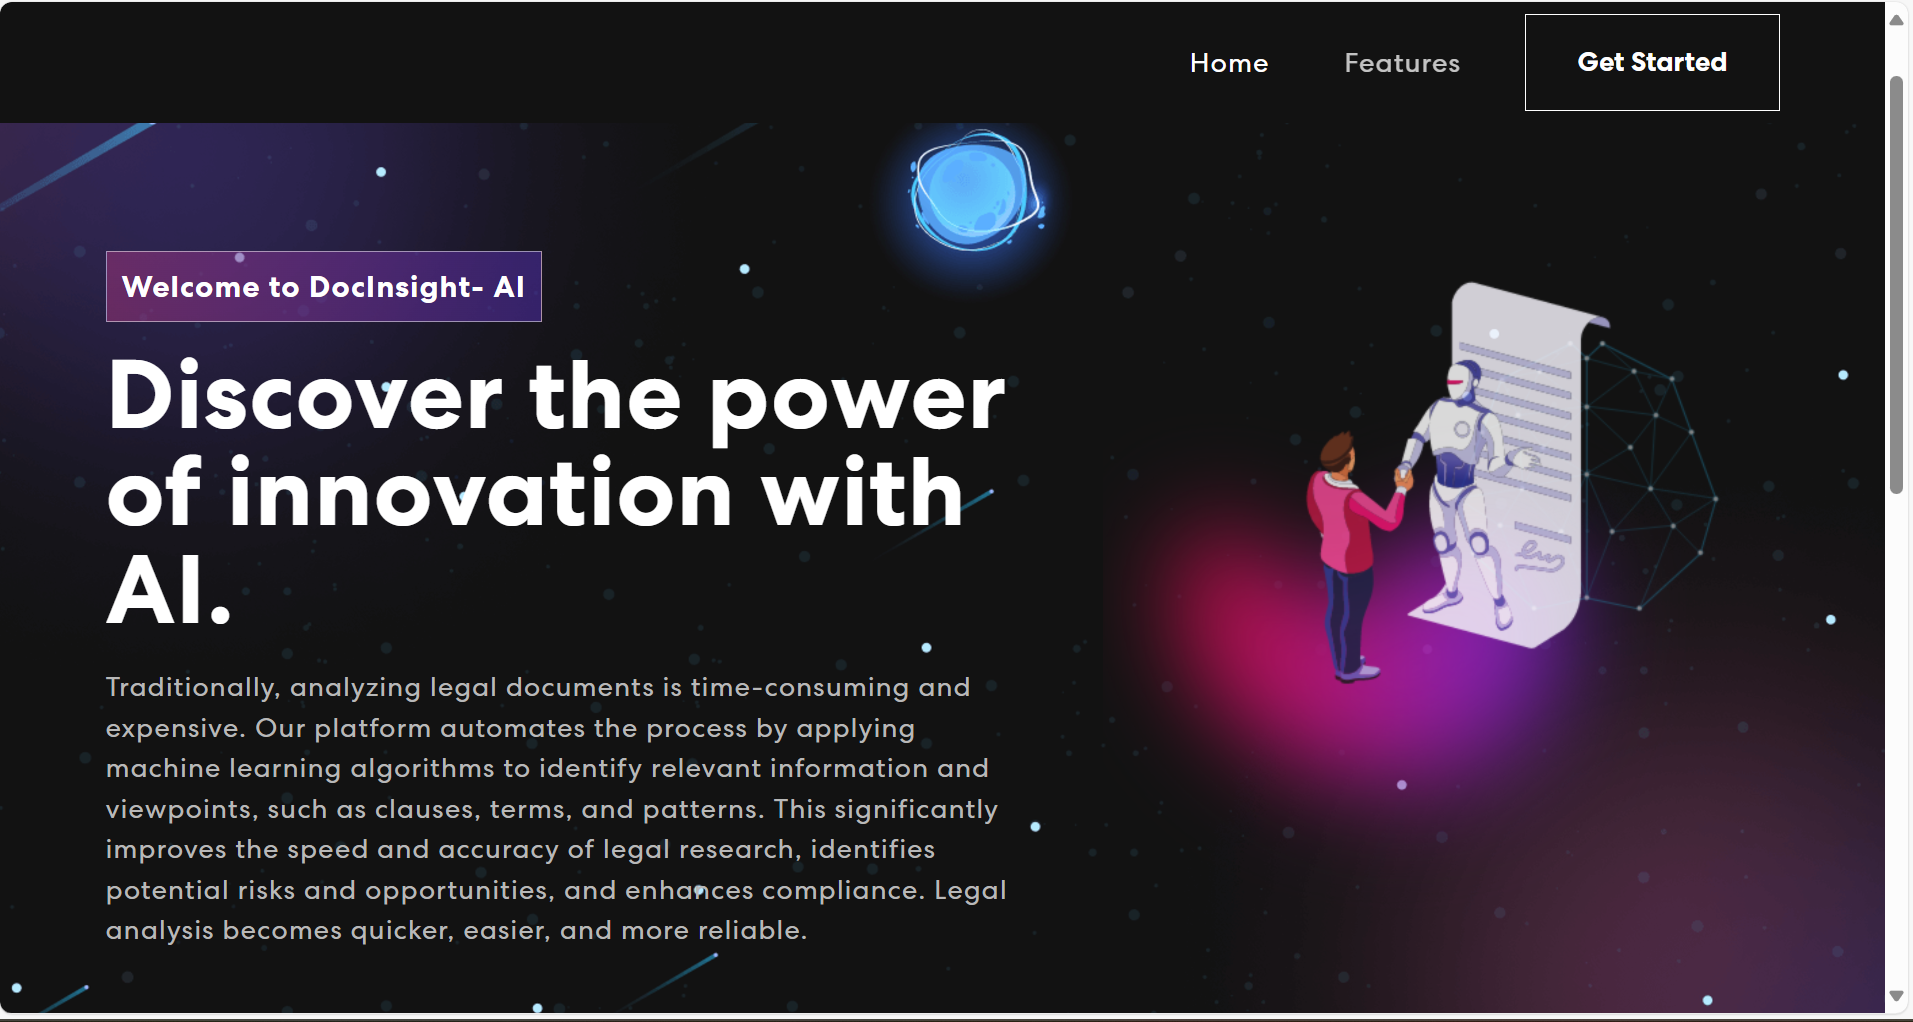 Home
Features
Get Started
Welcome to DocInsight- AI
Discover the power
of innovation with
AI.
Traditionally, analyzing legal documents is time-consuming and
expensive. Our platform automates the process by applying
machine learning algorithms to identify relevant information and
viewpoints, such as clauses, terms, and patterns. This significantly
improves the speed and accuracy of legal research, identifies
potential risks and opportunities, and enhances compliance. Legal
analysis becomes quicker, easier, and more reliable.